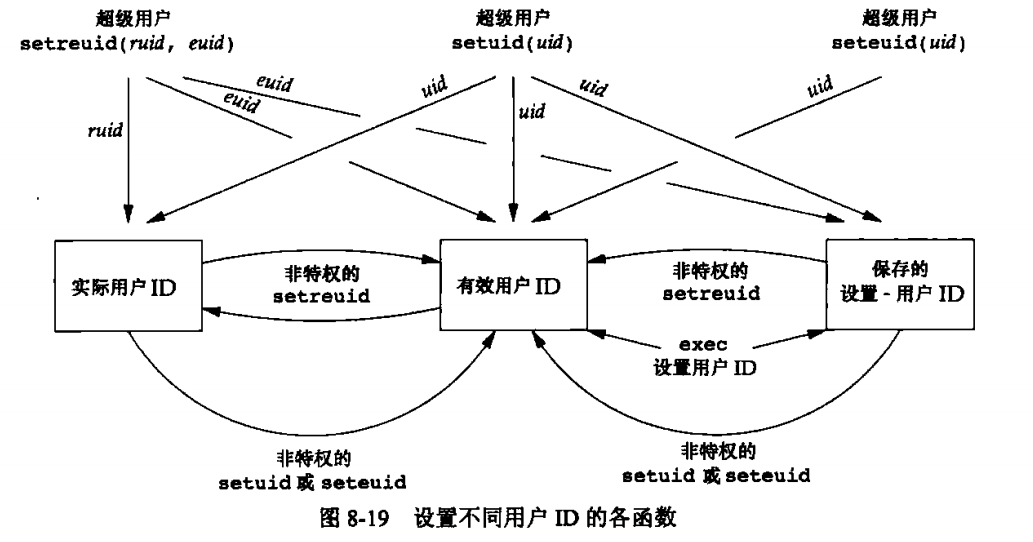 超级用户
setreuid(ruid, euid)
超级用户
setuid(uid)
超级用户
seteuid(uid)
ruid
euid
euid
uid
uid
uid
uid
实际用户 ID
非特权的
setreuid
有效用户 ID
非特权的
setreuid
保存的
设置 - 用户 ID
exec
设置用户 ID
非特权的
setuid 或 seteuid
非特权的
setuid 或 seteuid
图 8-19 设置不同用户 ID 的各函数